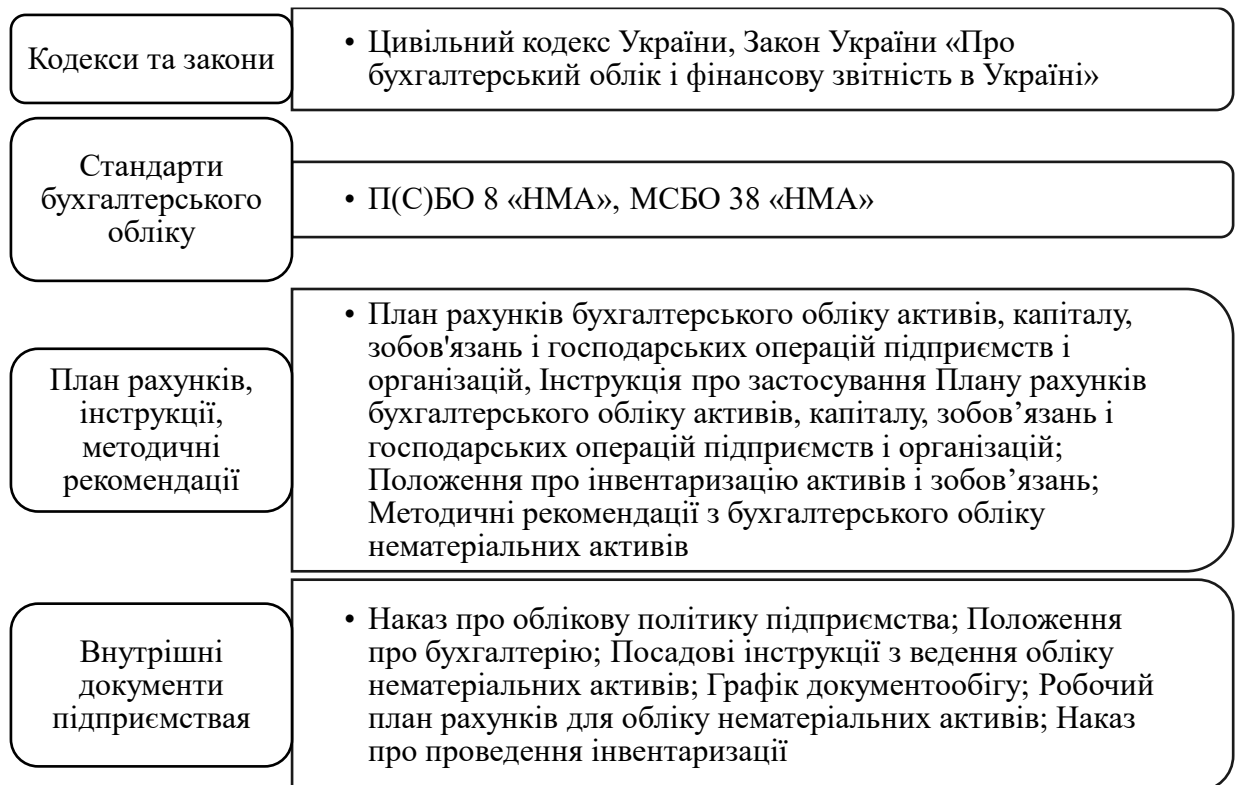 Кодекси та закони
• Цивільний кодекс України, Закон України «Про
бухгалтерський облік і фінансову звітність в Україні»
Стандарти
бухгалтерського
обліку
• П(С)БО 8 «НМА», МСБО 38 «НМА»
План рахунків,
інструкції,
методичні
рекомендації
• План рахунків бухгалтерського обліку активів, капіталу,
зобов'язань і господарських операцій підприємств і
організацій, Інструкція про застосування Плану рахунків
бухгалтерського обліку активів, капіталу, зобов’язань і
господарських операцій підприємств і організацій;
Положення про інвентаризацію активів і зобов’язань;
Методичні рекомендації з бухгалтерського обліку
нематеріальних активів
Внутрішні
документи
підприємствая
• Наказ про облікову політику підприємства; Положення
про бухгалтерію; Посадові інструкції з ведення обліку
нематеріальних активів; Графік документообігу; Робочий
план рахунків для обліку нематеріальних активів; Наказ
про проведення інвентаризації